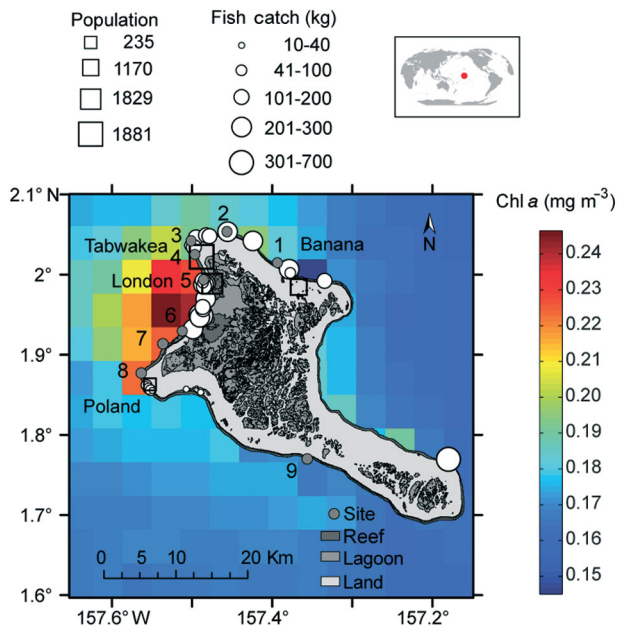 Population
235
1170
1829
1881
Fish catch (kg)
10-40
41-100
101-200
201-300
301-700
2.1° N
2°
1.9°
1.8°
1.7°
1.6°
157.6° W
157.4°
157.2°
Chl a (mg m⁻³)
0.24
0.23
0.22
0.21
0.20
0.19
0.18
0.17
0.16
0.15
N
2
3
Tabwakea
4
1
Banana
London
5
6
7
8
Poland
9
Site
Reef
Lagoon
Land
0 5 10 20 Km